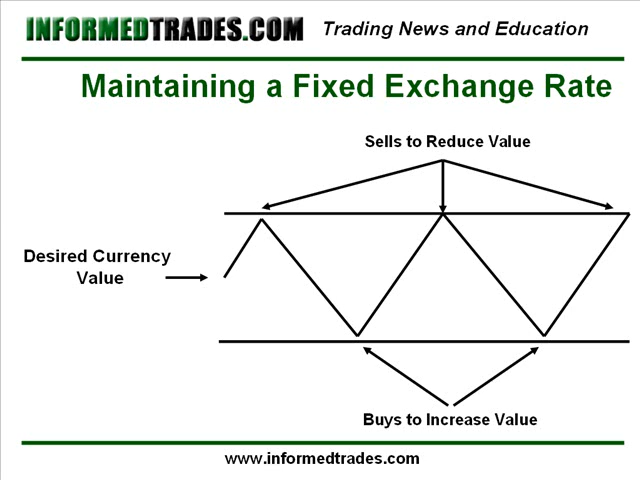 INFORMEDTRADES.COM Trading News and Education
Maintaining a Fixed Exchange Rate
Sells to Reduce Value
Desired Currency
Value
Buys to Increase Value
www.informedtrades.com